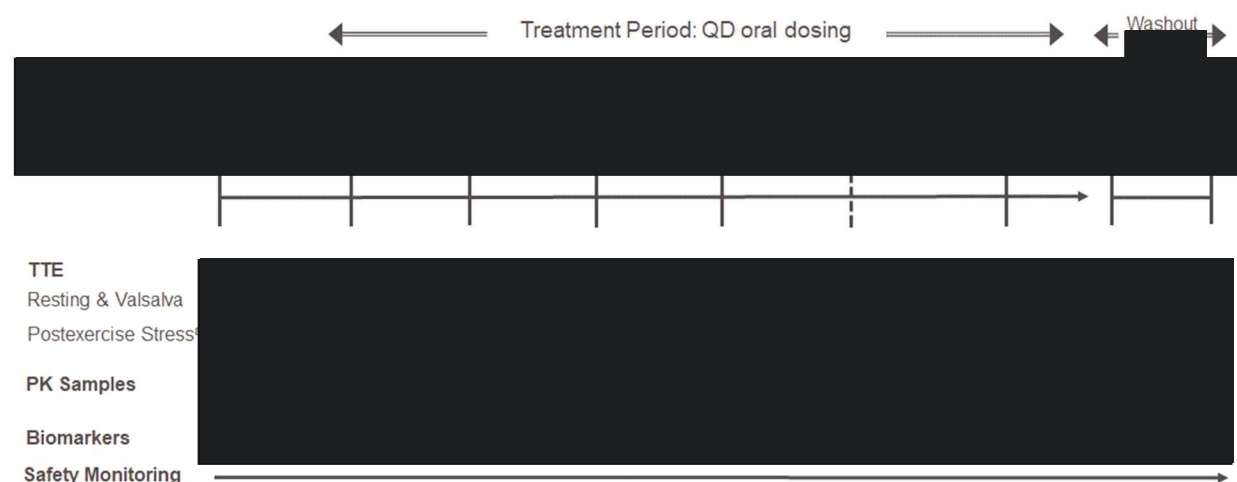 Treatment Period: QD oral dosing
Washout
TTE
Resting & Valsalva
Postexercise Stress
PK Samples
Biomarkers
Safety Monitoring